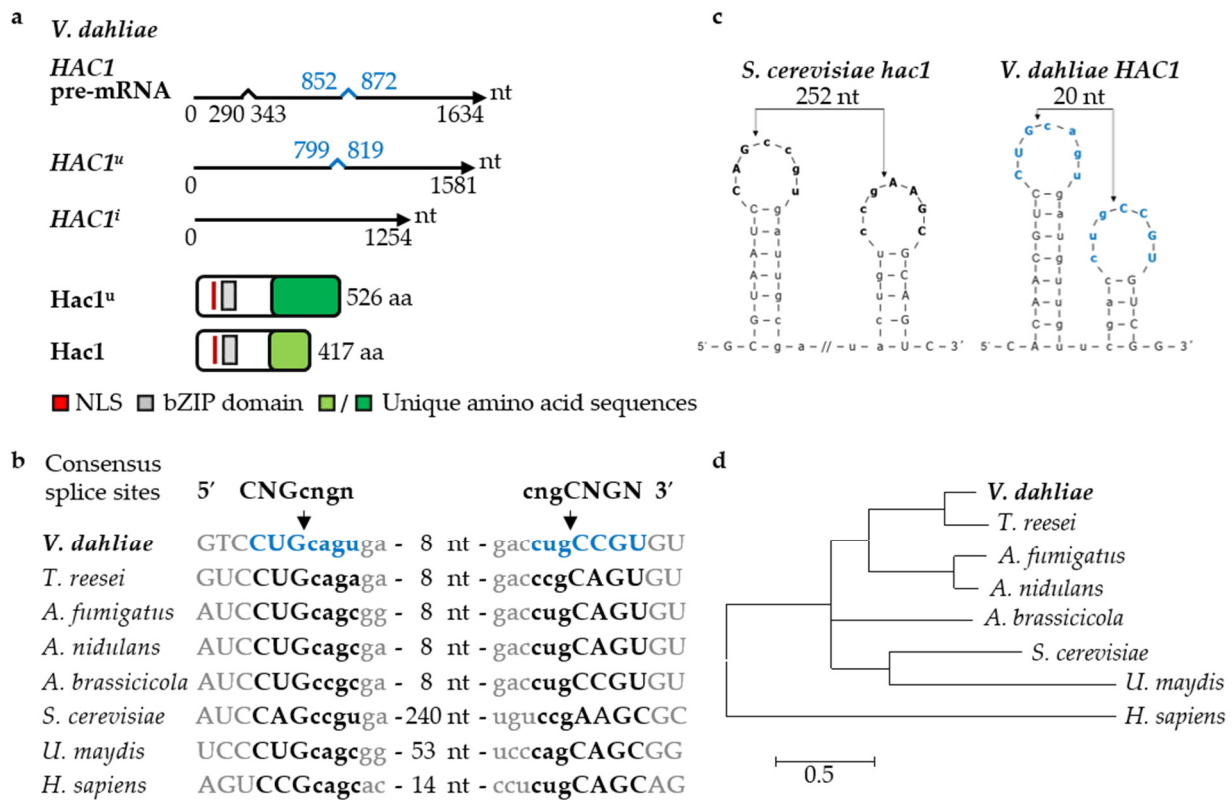 a
V. dahliae
HAC1
pre-mRNA
852 872
nt
0 290 343 1634
HAC1ᵘ
799 819
nt
0 1581
HAC1ⁱ
nt
0 1254
Hac1ᵘ 526 aa
Hac1 417 aa
NLS bZIP domain / Unique amino acid sequences
b Consensus
splice sites 5′ CNGcngn cngCNGN 3′
V. dahliae GTCCUGcaguga - 8 nt - gaccugCCGUGU
T. reesei GUCCUGcagaga - 8 nt - gacccgCAGUGU
A. fumigatus AUCCUGcagcgg - 8 nt - gaccugCAGUGU
A. nidulans AUCCUGcagcga - 8 nt - gaccugCAGUGU
A. brassicicola AUCCUGccgcga - 8 nt - gaccugCCGUGU
S. cerevisiae AUCCAGccguga -240 nt - uguccgAAGCGC
U. maydis UCCCUGcagcgg - 53 nt - ucccagCAGCGG
H. sapiens AGUCCGcagcac - 14 nt - ccucugCAGCAG
c
S. cerevisiae hac1
252 nt
C A G c c g u
C – g
U – a
A – u
A – u
U – g
G – c
5′ – G – C – g – a – // – u – a – U – C – 3′
c c g A A G C
u – G
g – C
u – A
c – G
V. dahliae HAC1
20 nt
C U G c a g u
C – g
U – a
G – u
C – g
A – u
A – u
C – g
5′ – C – A – u – u – c – G – G – 3′
c u g C C G U
c – G
a – U
g – C
d
V. dahliae
T. reesei
A. fumigatus
A. nidulans
A. brassicicola
S. cerevisiae
U. maydis
H. sapiens
0.5